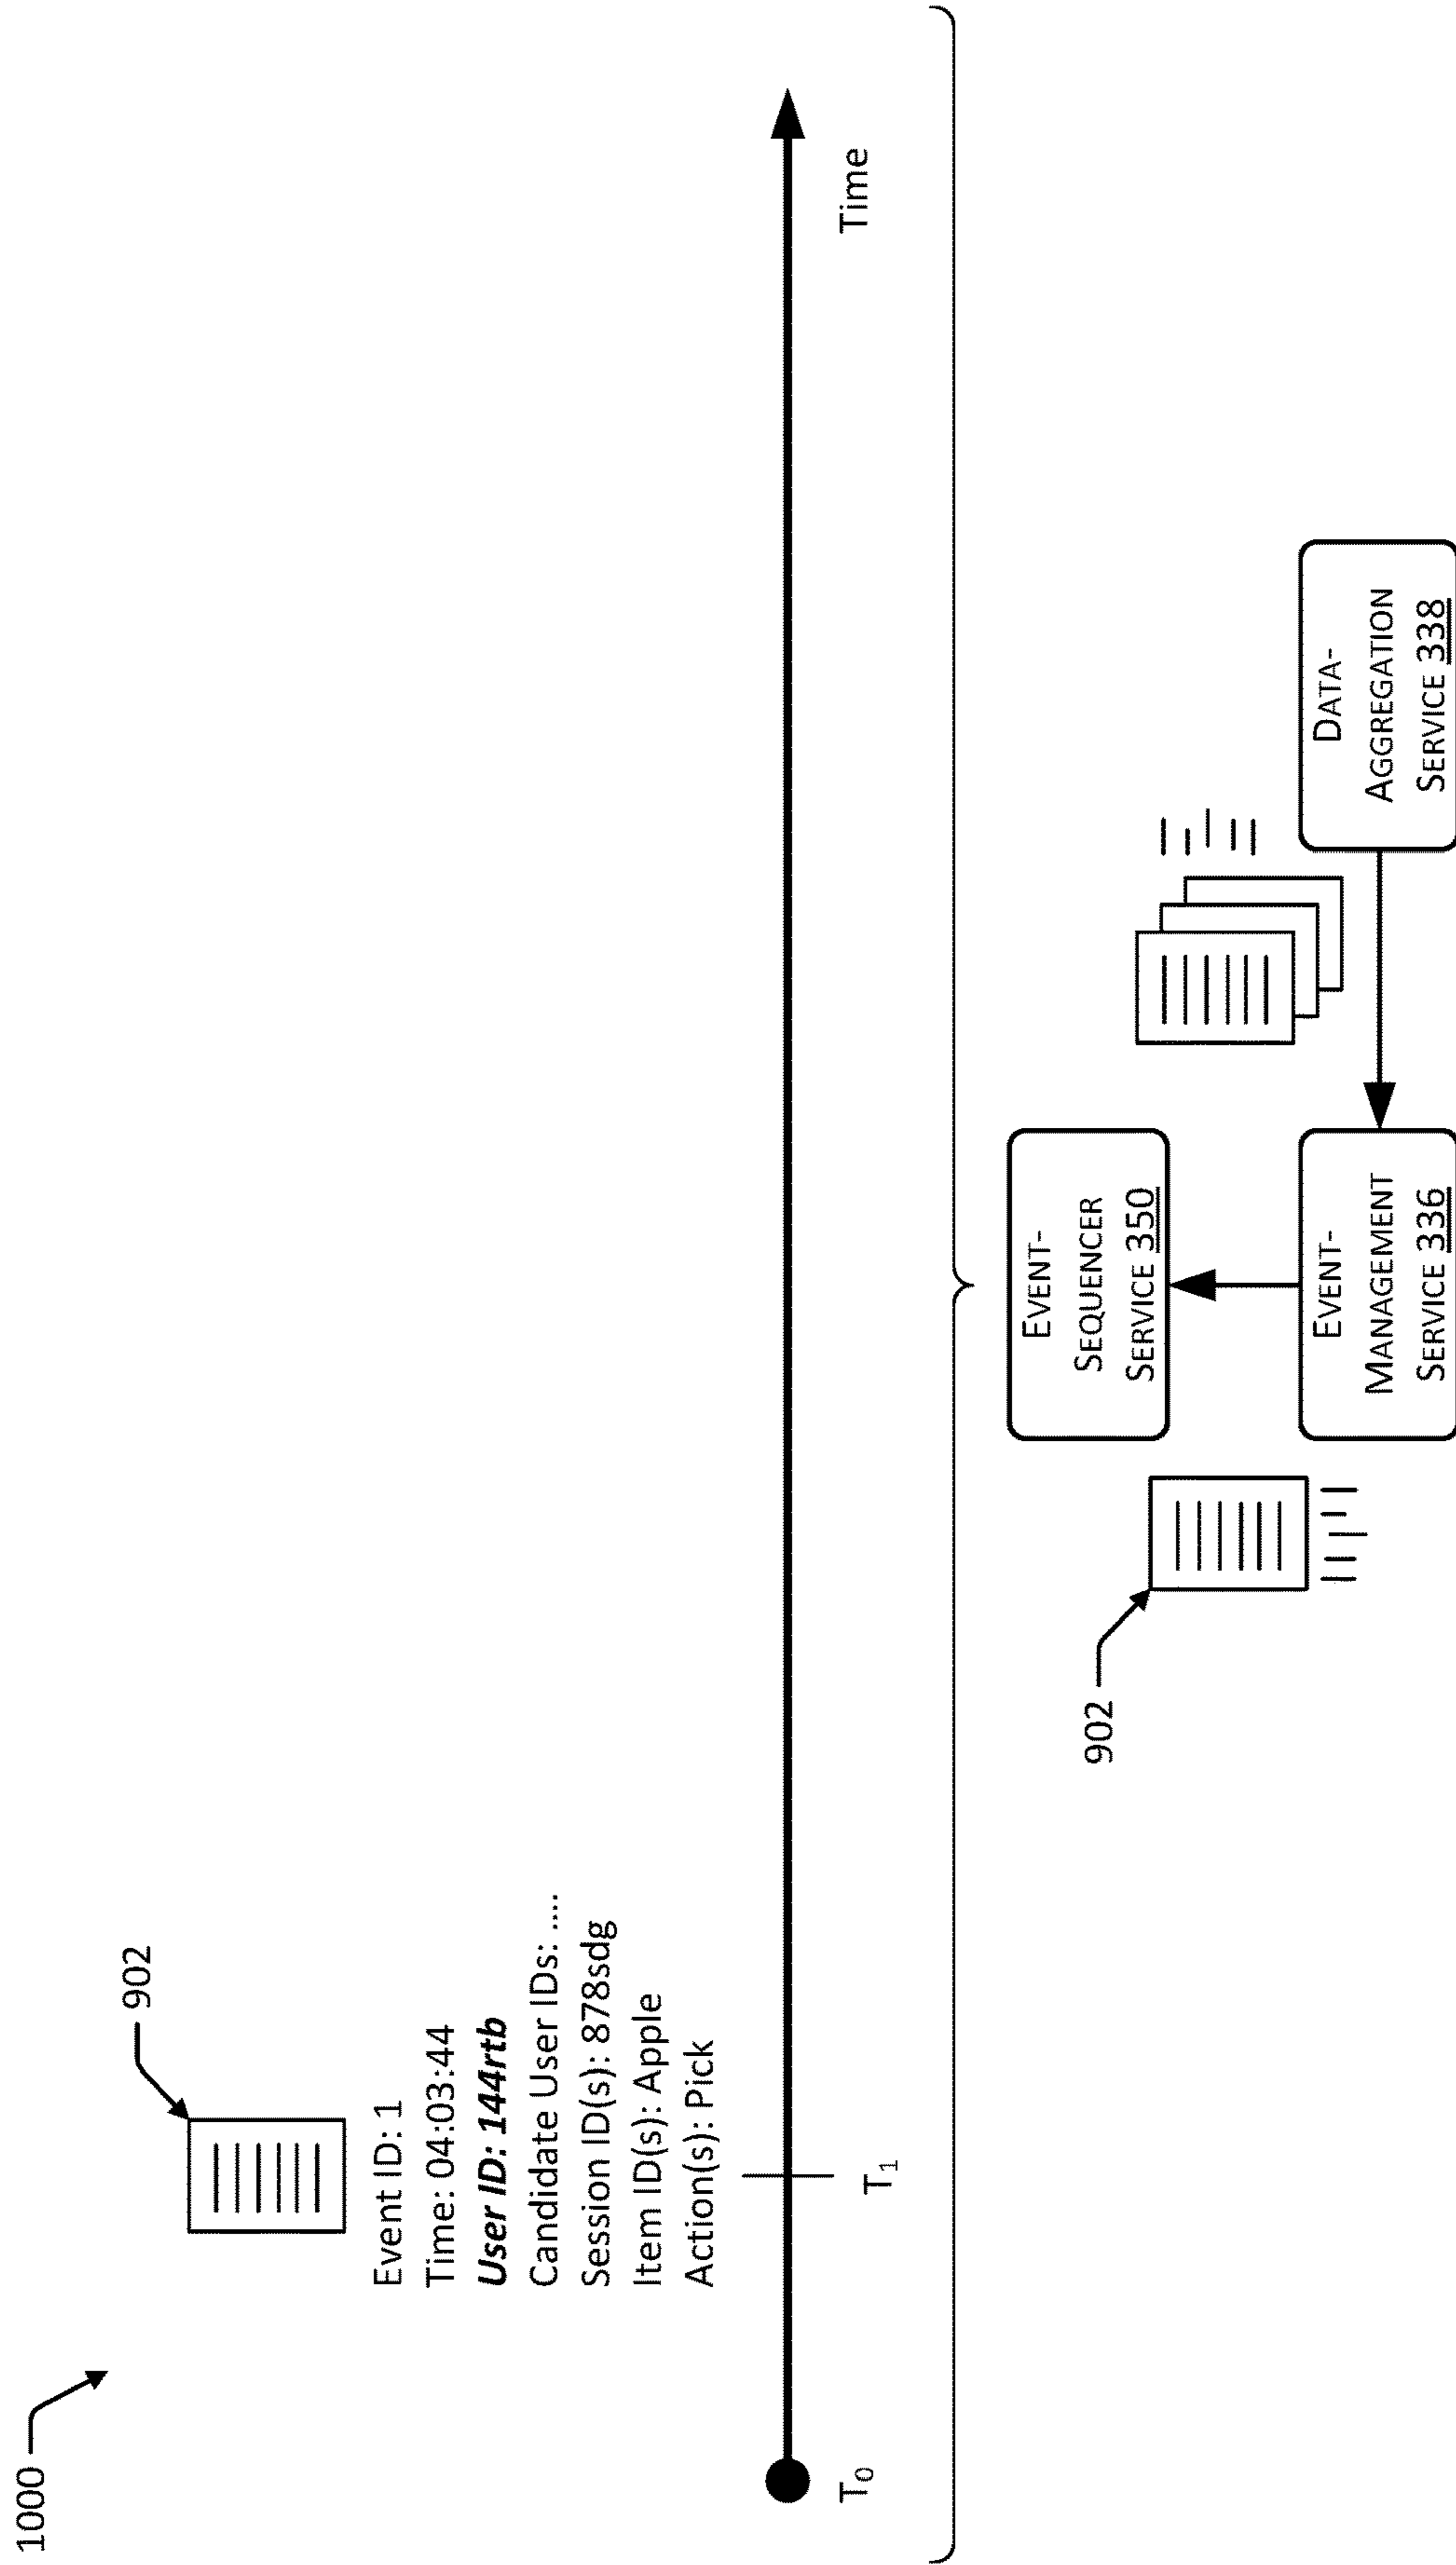 1000
902
Event ID: 1
Time: 04:03:44
User ID: 144rtb
Candidate User IDs: ....
Session ID(s): 878sdg
Item ID(s): Apple
Action(s): Pick
T0
T1
Time
902
EVENT-
SEQUENCER
SERVICE 350
EVENT-
MANAGEMENT
SERVICE 336
DATA-
AGGREGATION
SERVICE 338